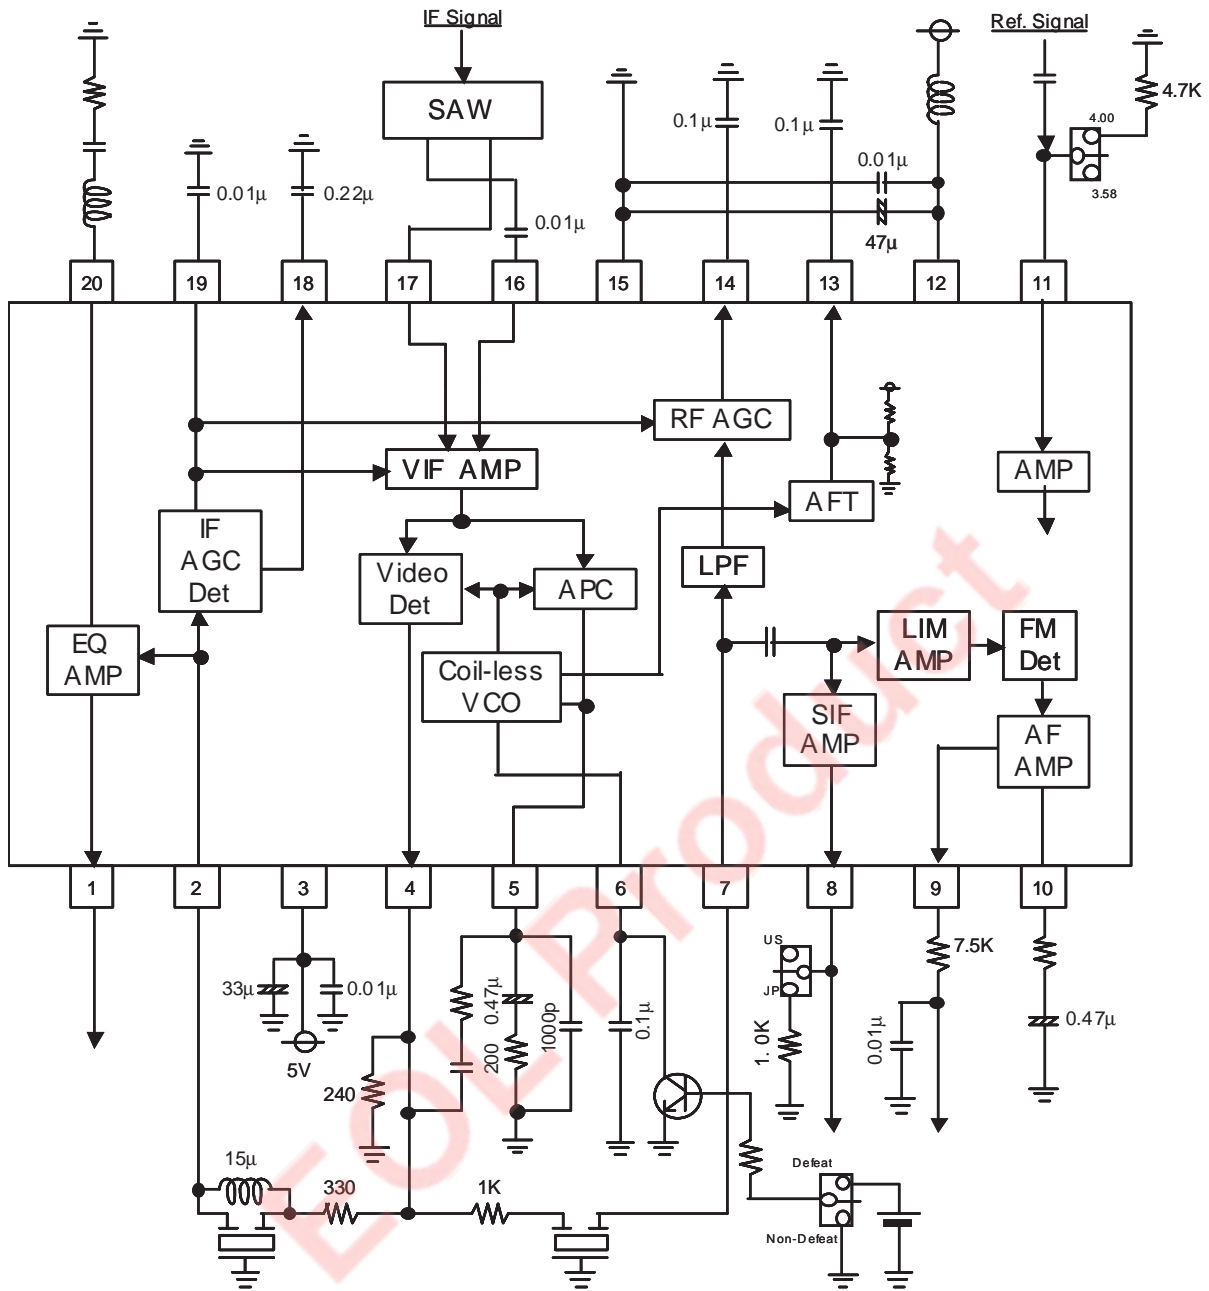 IF Signal
Ref. Signal
SAW
4.7K
4.00
3.58
0.1μ
0.1μ
0.01μ
0.01μ
0.22μ
0.01μ
47μ
20
19
18
17
16
15
14
13
12
11
RF AGC
VIF AMP
AMP
AFT
IF
AGC
Det
Video
Det
APC
LPF
EQ
AMP
Coil-less
VCO
LIM
AMP
FM
Det
SIF
AMP
AF
AMP
EOL Product
1
2
3
4
5
6
7
8
9
10
33μ
0.01μ
5V
240
0.47μ
200
1000p
0.1μ
US
JP
1.0K
7.5K
0.01μ
0.47μ
15μ
330
1K
Defeat
Non-Defeat